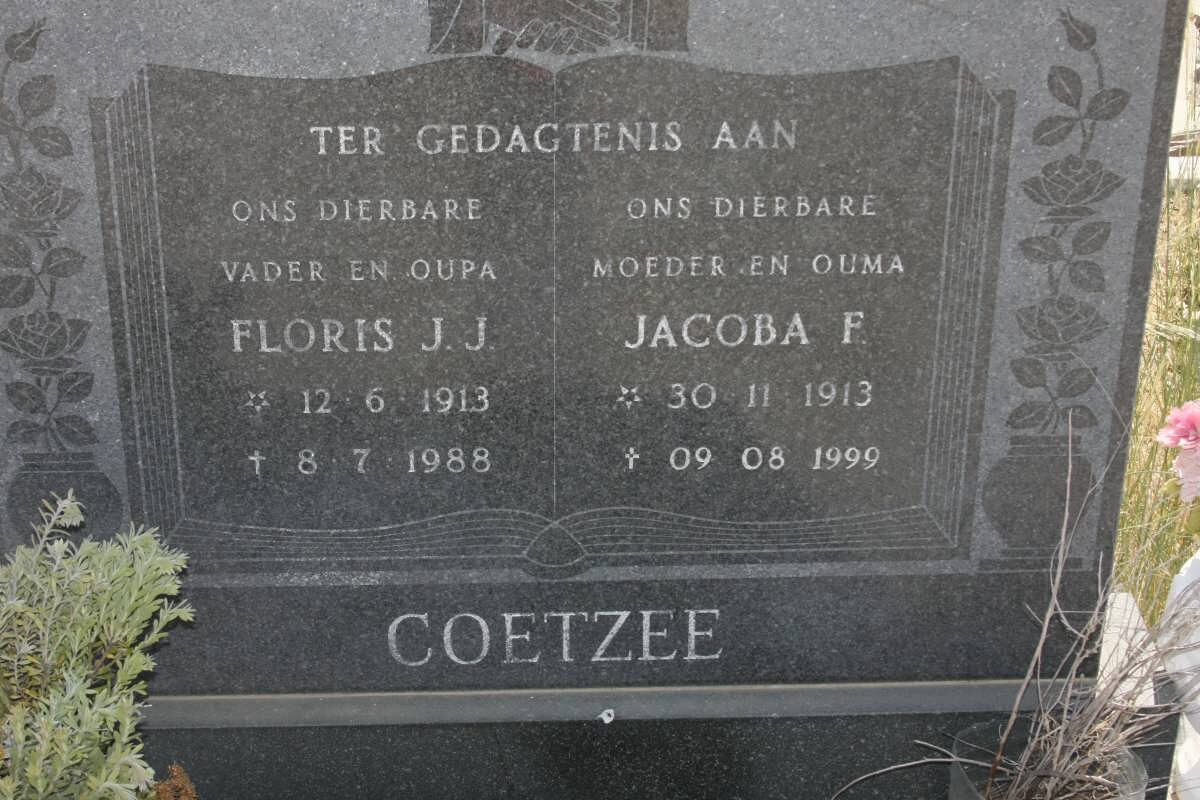 TER GEDAGTENIS AAN
ONS DIERBARE
VADER EN OUPA
FLORIS J. J.
☆ 12 · 6 · 1913
† 8 · 7 · 1988
ONS DIERBARE
MOEDER EN OUMA
JACOBA F.
☆ 30 11 1913
† 09 08 1999
COETZEE